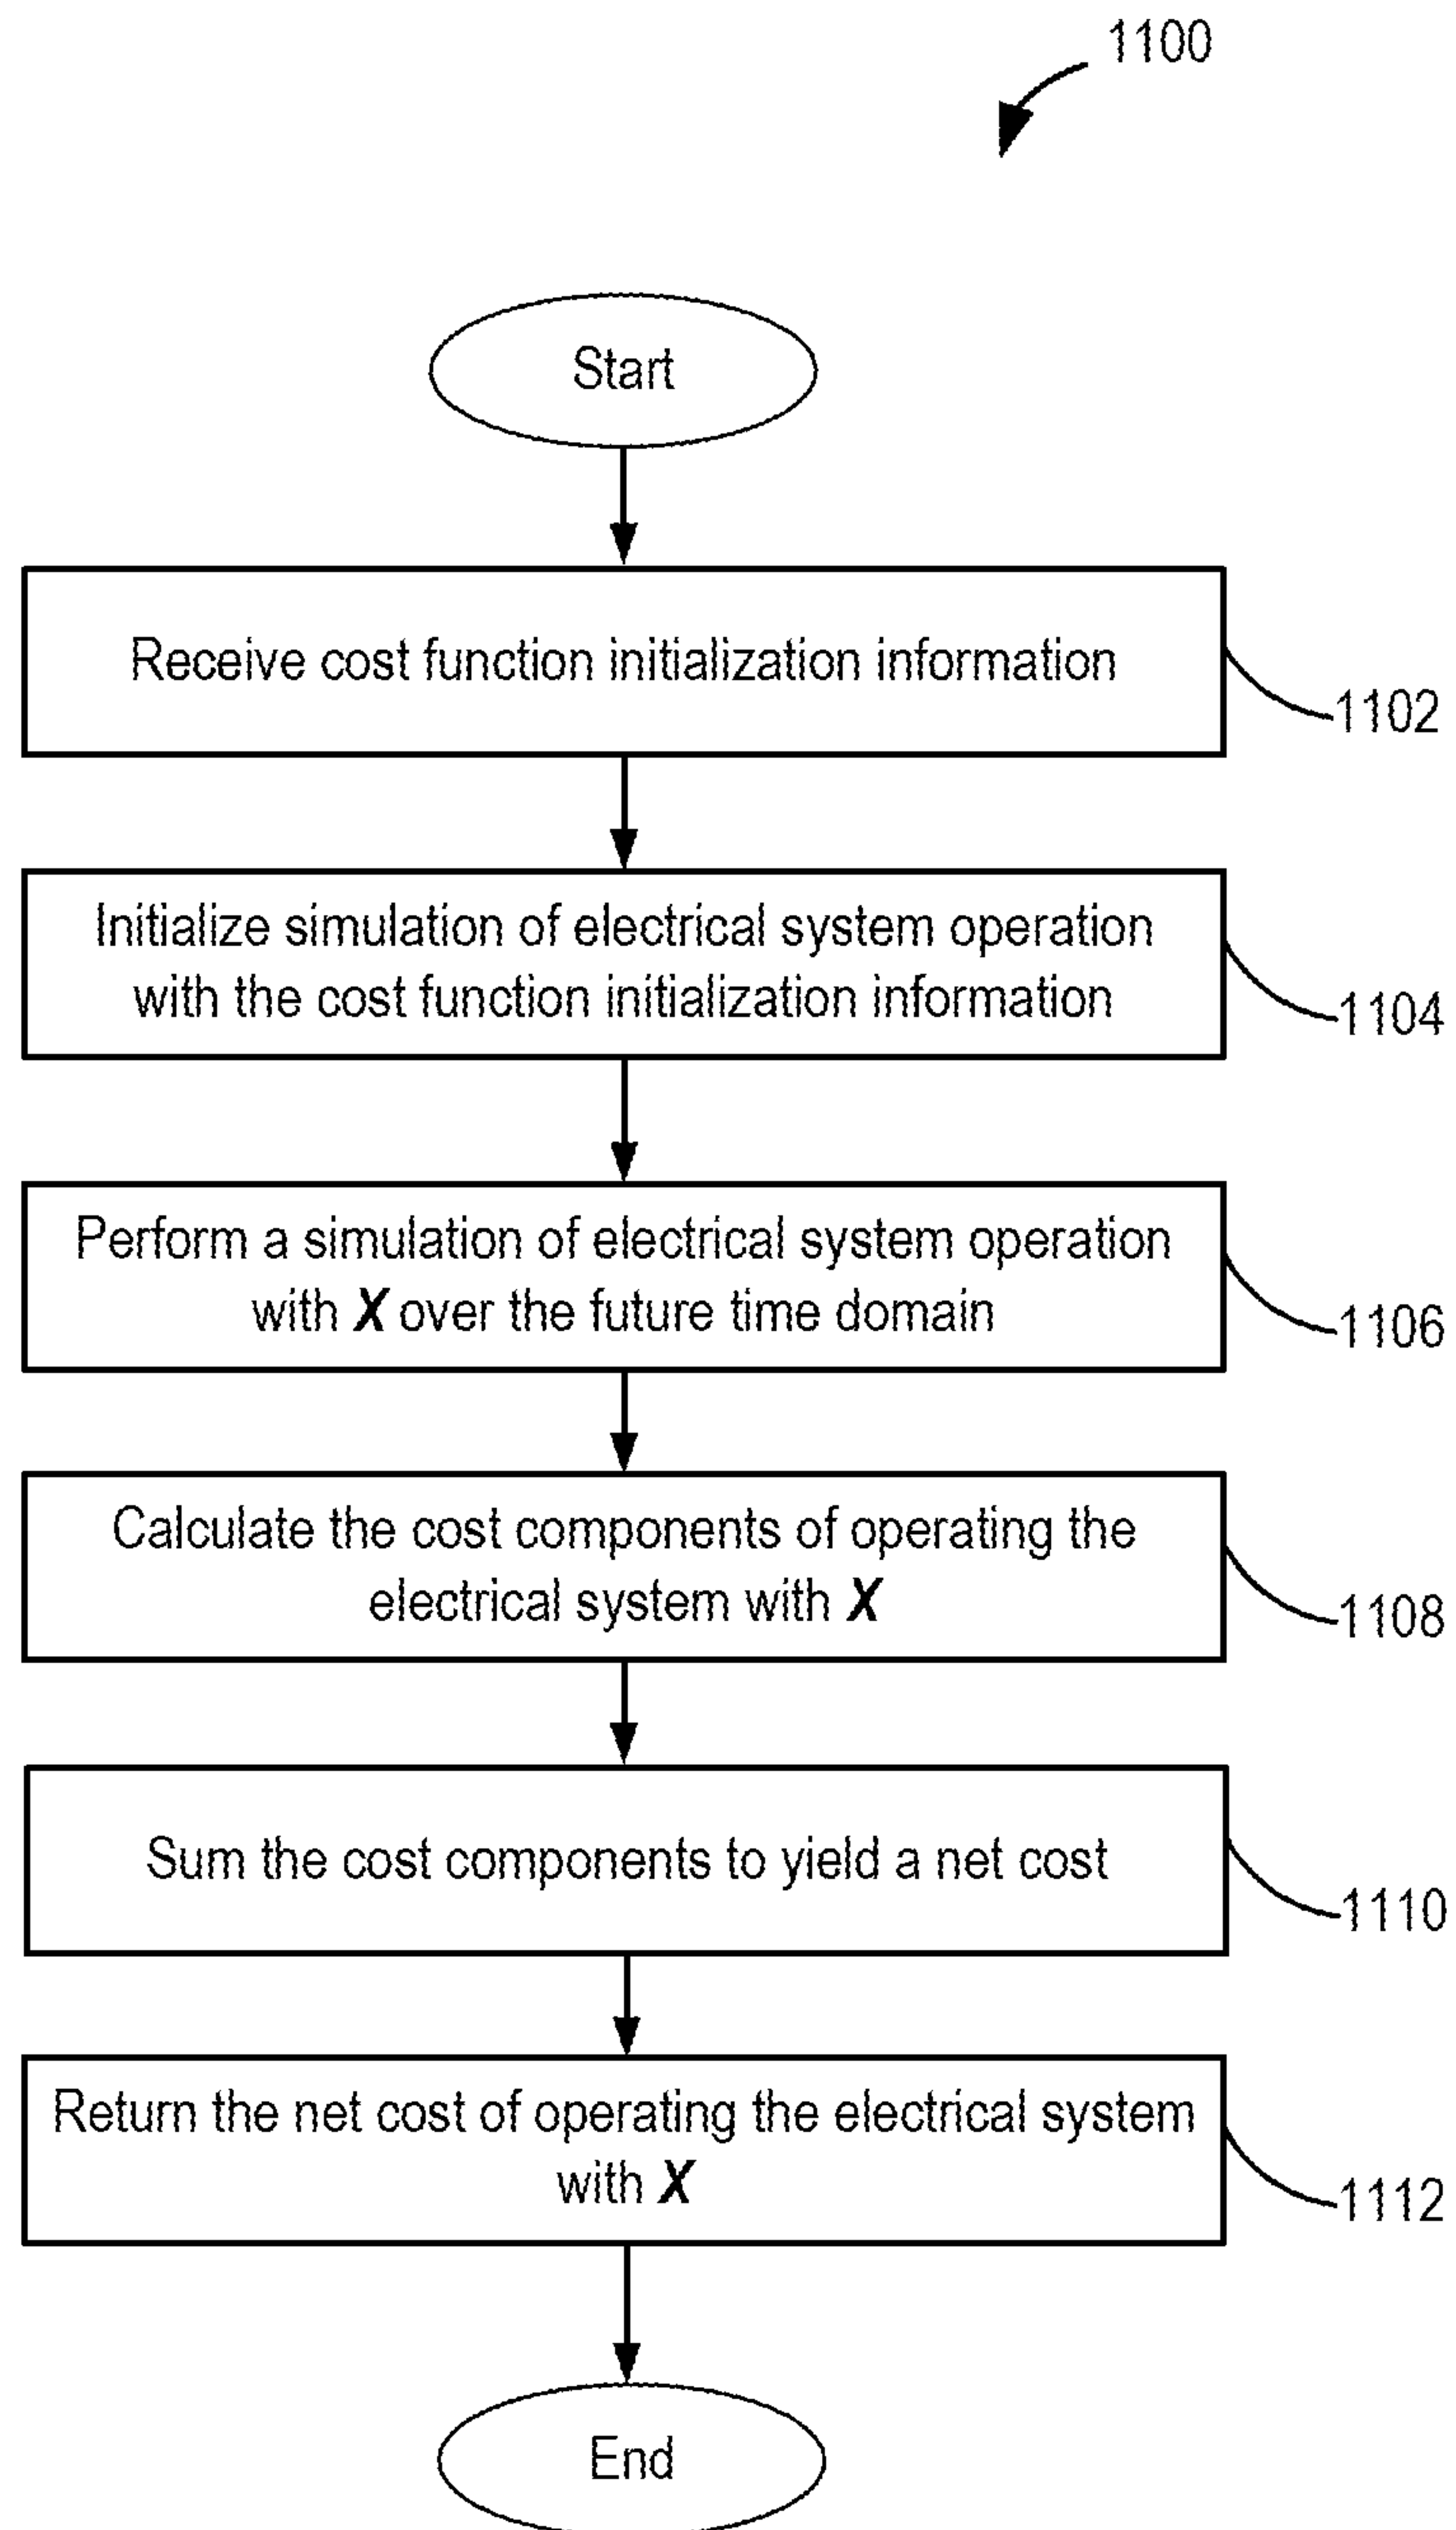 1100
Start
Receive cost function initialization information
1102
Initialize simulation of electrical system operation
with the cost function initialization information
1104
Perform a simulation of electrical system operation
with X over the future time domain
1106
Calculate the cost components of operating the
electrical system with X
1108
Sum the cost components to yield a net cost
1110
Return the net cost of operating the electrical system
with X
1112
End